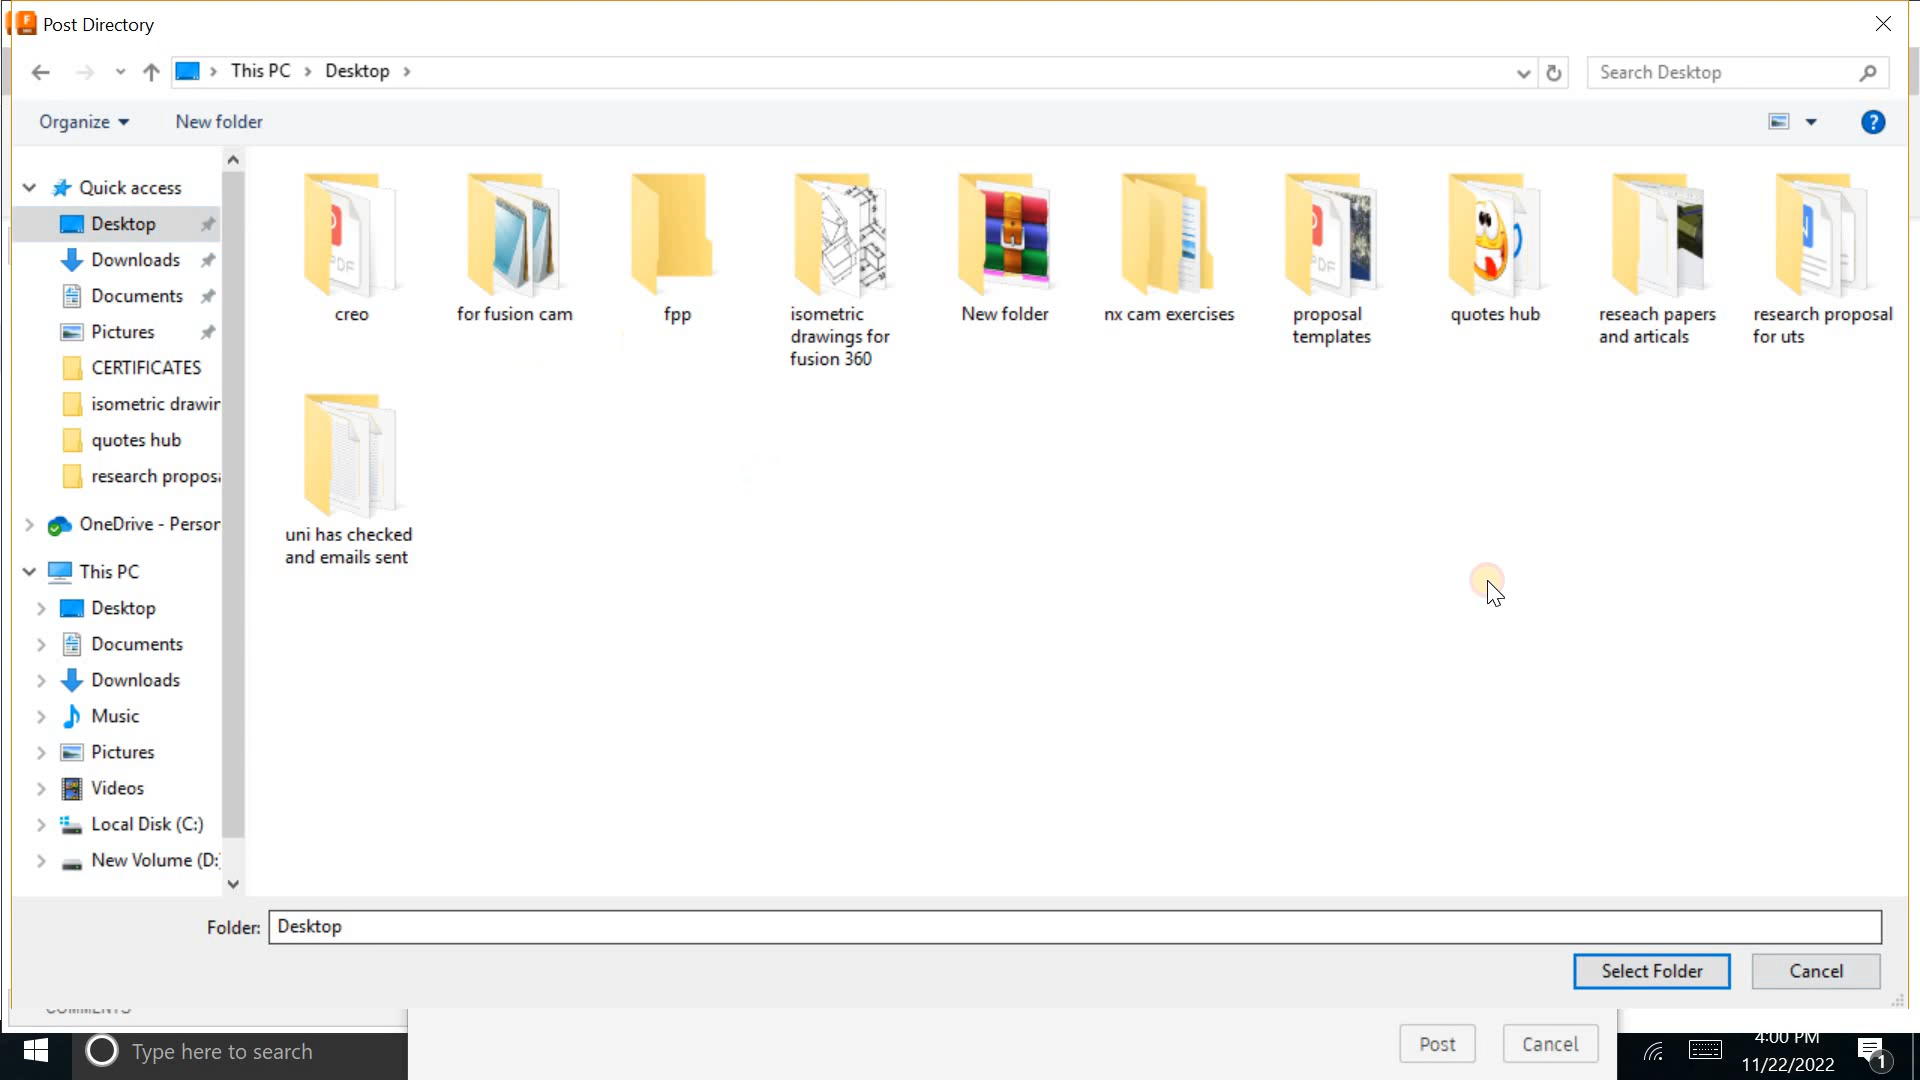 Post Directory
This PC > Desktop >
Search Desktop
Organize
New folder
Quick access
Desktop
Downloads
Documents
Pictures
CERTIFICATES
isometric drawin
quotes hub
research propos
OneDrive - Person
This PC
Desktop
Documents
Downloads
Music
Pictures
Videos
Local Disk (C:)
New Volume (D:
creo
for fusion cam
fpp
isometric
drawings for
fusion 360
New folder
nx cam exercises
proposal
templates
quotes hub
reseach papers
and articals
research proposal
for uts
uni has checked
and emails sent
Folder:
Desktop
Select Folder
Cancel
COMMENTS
Post
Cancel
Type here to search
4:00 PM
11/22/2022
1